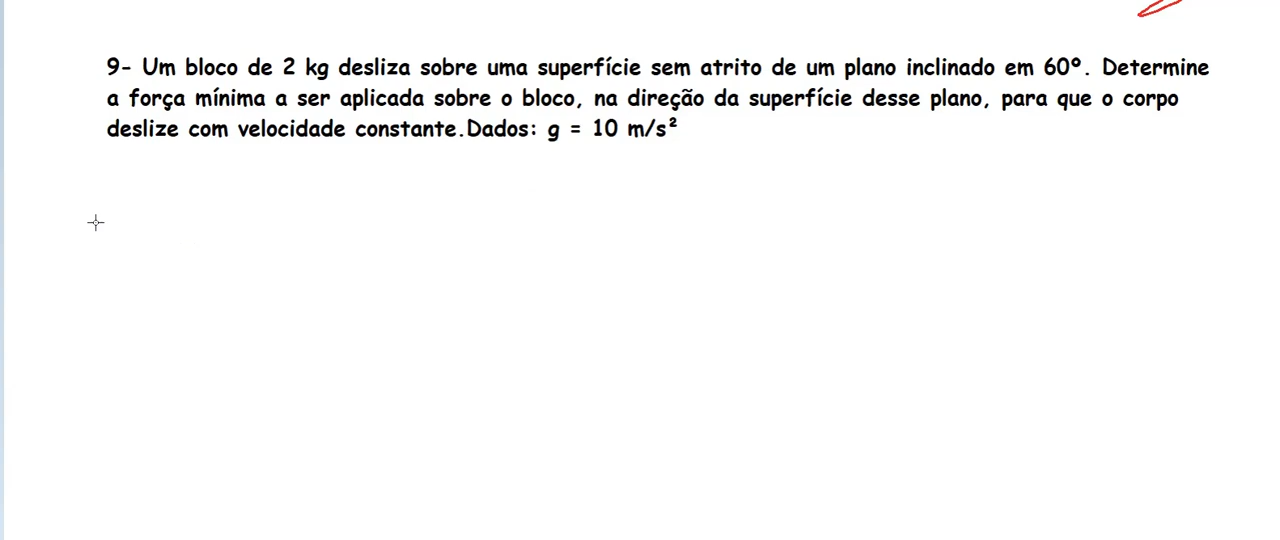 9- Um bloco de 2 kg desliza sobre uma superfície sem atrito de um plano inclinado em 60º. Determine
a força mínima a ser aplicada sobre o bloco, na direção da superfície desse plano, para que o corpo
deslize com velocidade constante.Dados: g = 10 m/s²